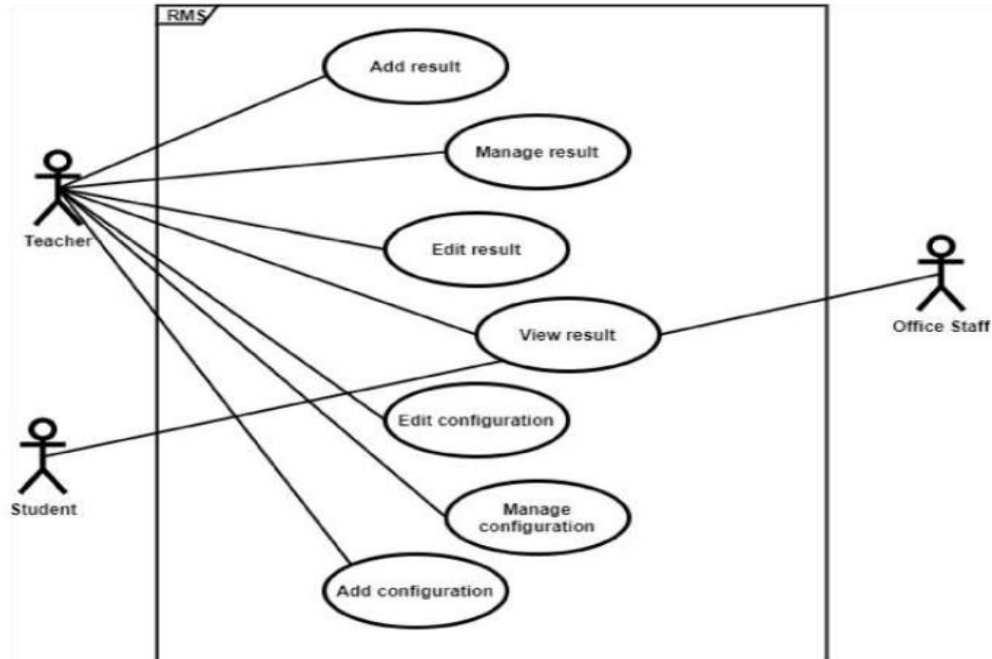 RMS
Add result
Manage result
Teacher
Edit result
Office Staff
View result
Edit configuration
Student
Manage
configuration
Add configuration